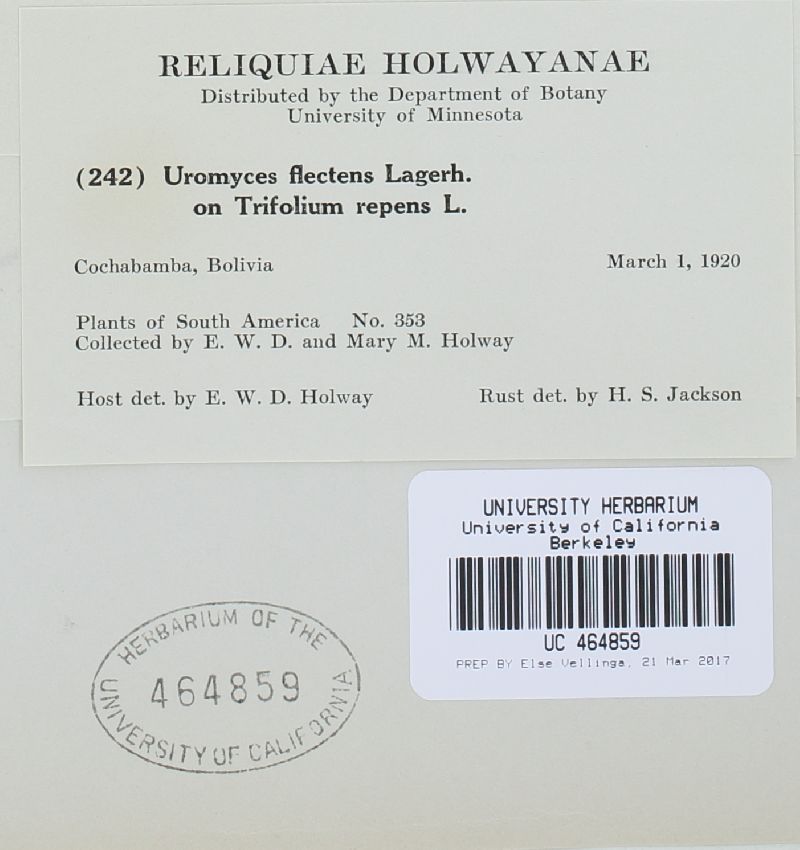 RELIQUIAE HOLWAYANAE
Distributed by the Department of Botany
University of Minnesota
(242) Uromyces flectens Lagerh.
on Trifolium repens L.
Cochabamba, Bolivia March 1, 1920
Plants of South America No. 353
Collected by E. W. D. and Mary M. Holway
Host det. by E. W. D. Holway Rust det. by H. S. Jackson
UNIVERSITY HERBARIUM
University of California
Berkeley
UC 464859
PREP BY Else Vellinga, 21 Mar 2017
HERBARIUM OF THE
464859
UNIVERSITY OF CALIFORNIA